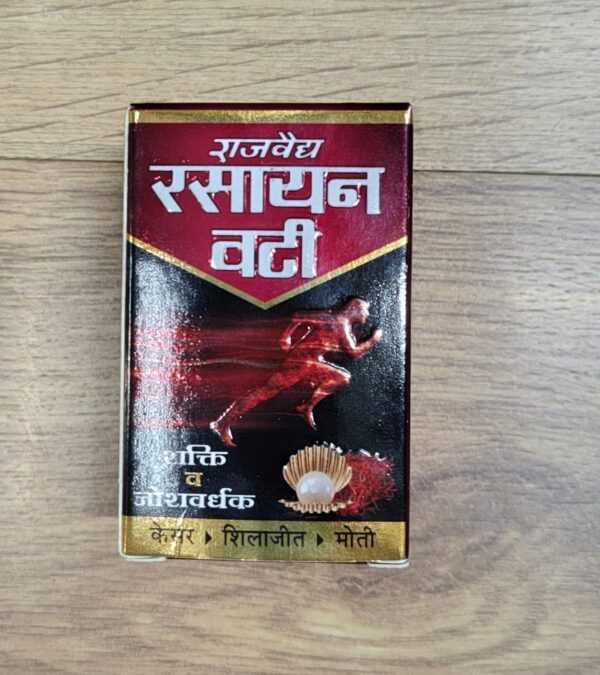 राजवैद्य
रसायन
वटी
शक्ति
व
जोशवर्धक
केसर ▸ शिलाजीत ▸ मोती